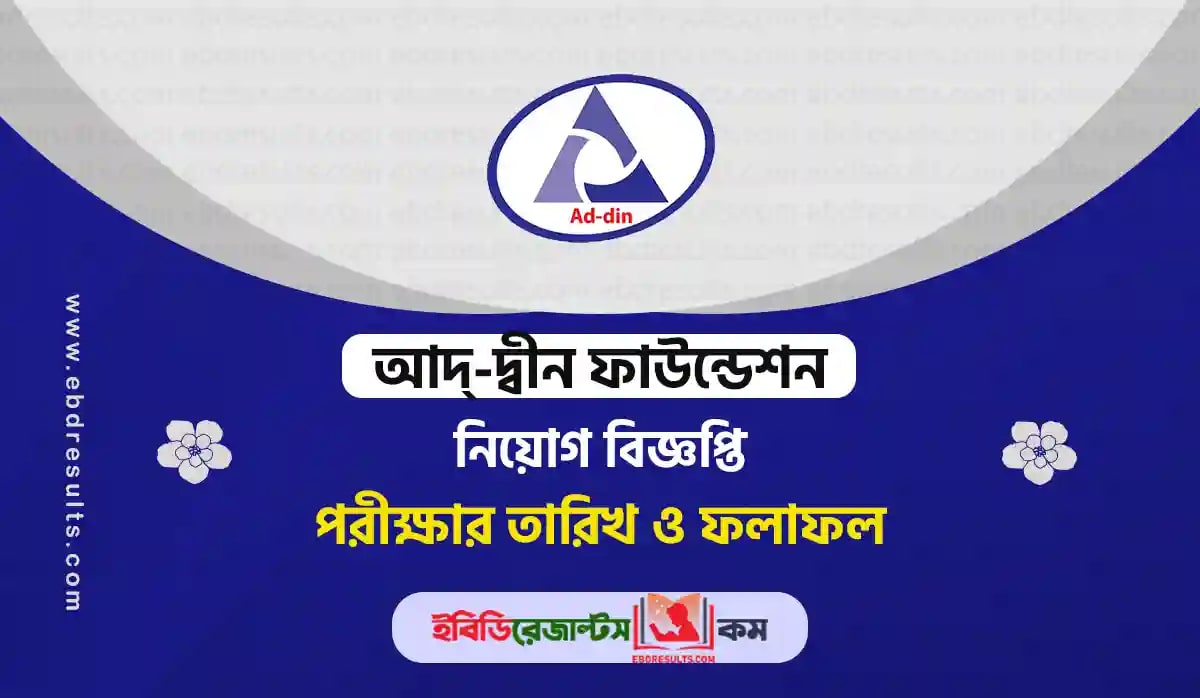 Ad-din
আদ্-দ্বীন ফাউন্ডেশন
নিয়োগ বিজ্ঞপ্তি
পরীক্ষার তারিখ ও ফলাফল
ইবিডিরেজাল্টস কম
EBDRESULTS.COM
www.ebdresults.com